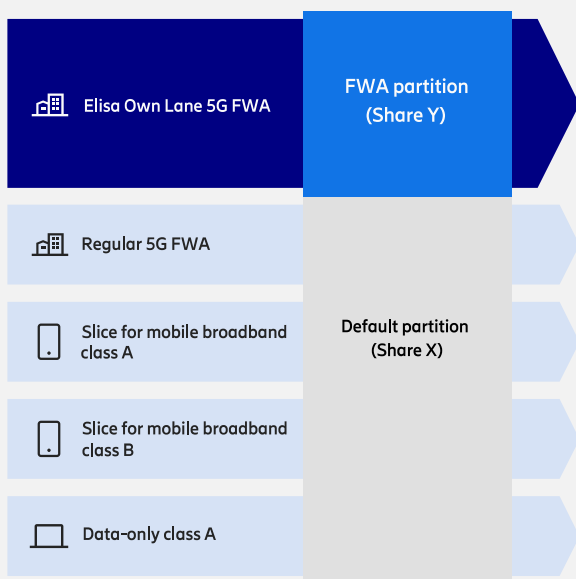 Elisa Own Lane 5G FWA
FWA partition
(Share Y)
Regular 5G FWA
Slice for mobile broadband
class A
Default partition
(Share X)
Slice for mobile broadband
class B
Data-only class A